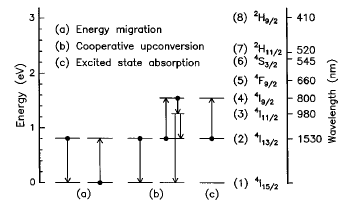 3
2
1
0
Energy (eV)
(a) Energy migration
(b) Cooperative upconversion
(c) Excited state absorption
(8) ²H₉/₂ 410
(7) ²H₁₁/₂ 520
(6) ⁴S₃/₂ 545
(5) ⁴F₉/₂ 660
(4) ⁴I₉/₂ 800
(3) ⁴I₁₁/₂ 980
(2) ⁴I₁₃/₂ 1530
(1) ⁴I₁₅/₂
Wavelength (nm)
(a) (b) (c)